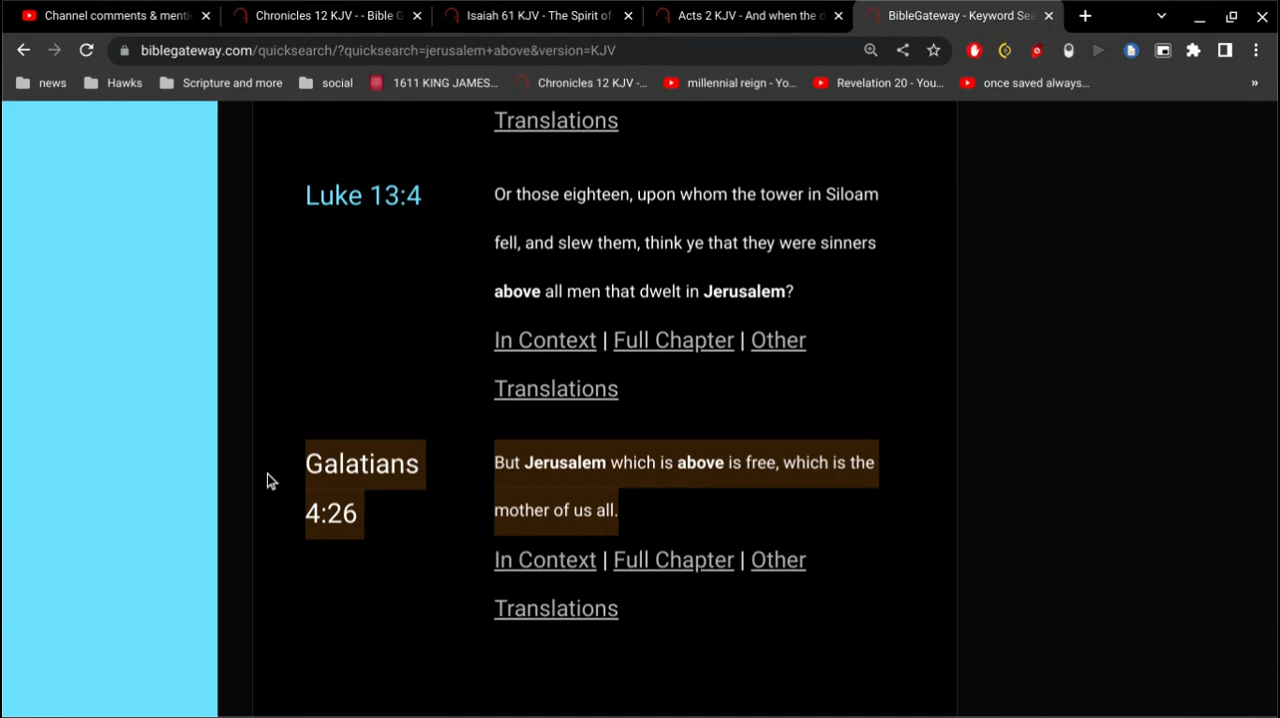 Channel comments & menti
Chronicles 12 KJV - - Bible G
Isaiah 61 KJV - The Spirit of
Acts 2 KJV - And when the d
BibleGateway - Keyword Sea
biblegateway.com/quicksearch/?quicksearch=jerusalem+above&version=KJV
news
Hawks
Scripture and more
social
1611 KING JAMES...
Chronicles 12 KJV -...
millennial reign - Yo...
Revelation 20 - You...
once saved always...
Translations
Luke 13:4
Or those eighteen, upon whom the tower in Siloam
fell, and slew them, think ye that they were sinners
above all men that dwelt in Jerusalem?
In Context | Full Chapter | Other
Translations
Galatians
4:26
But Jerusalem which is above is free, which is the
mother of us all.
In Context | Full Chapter | Other
Translations